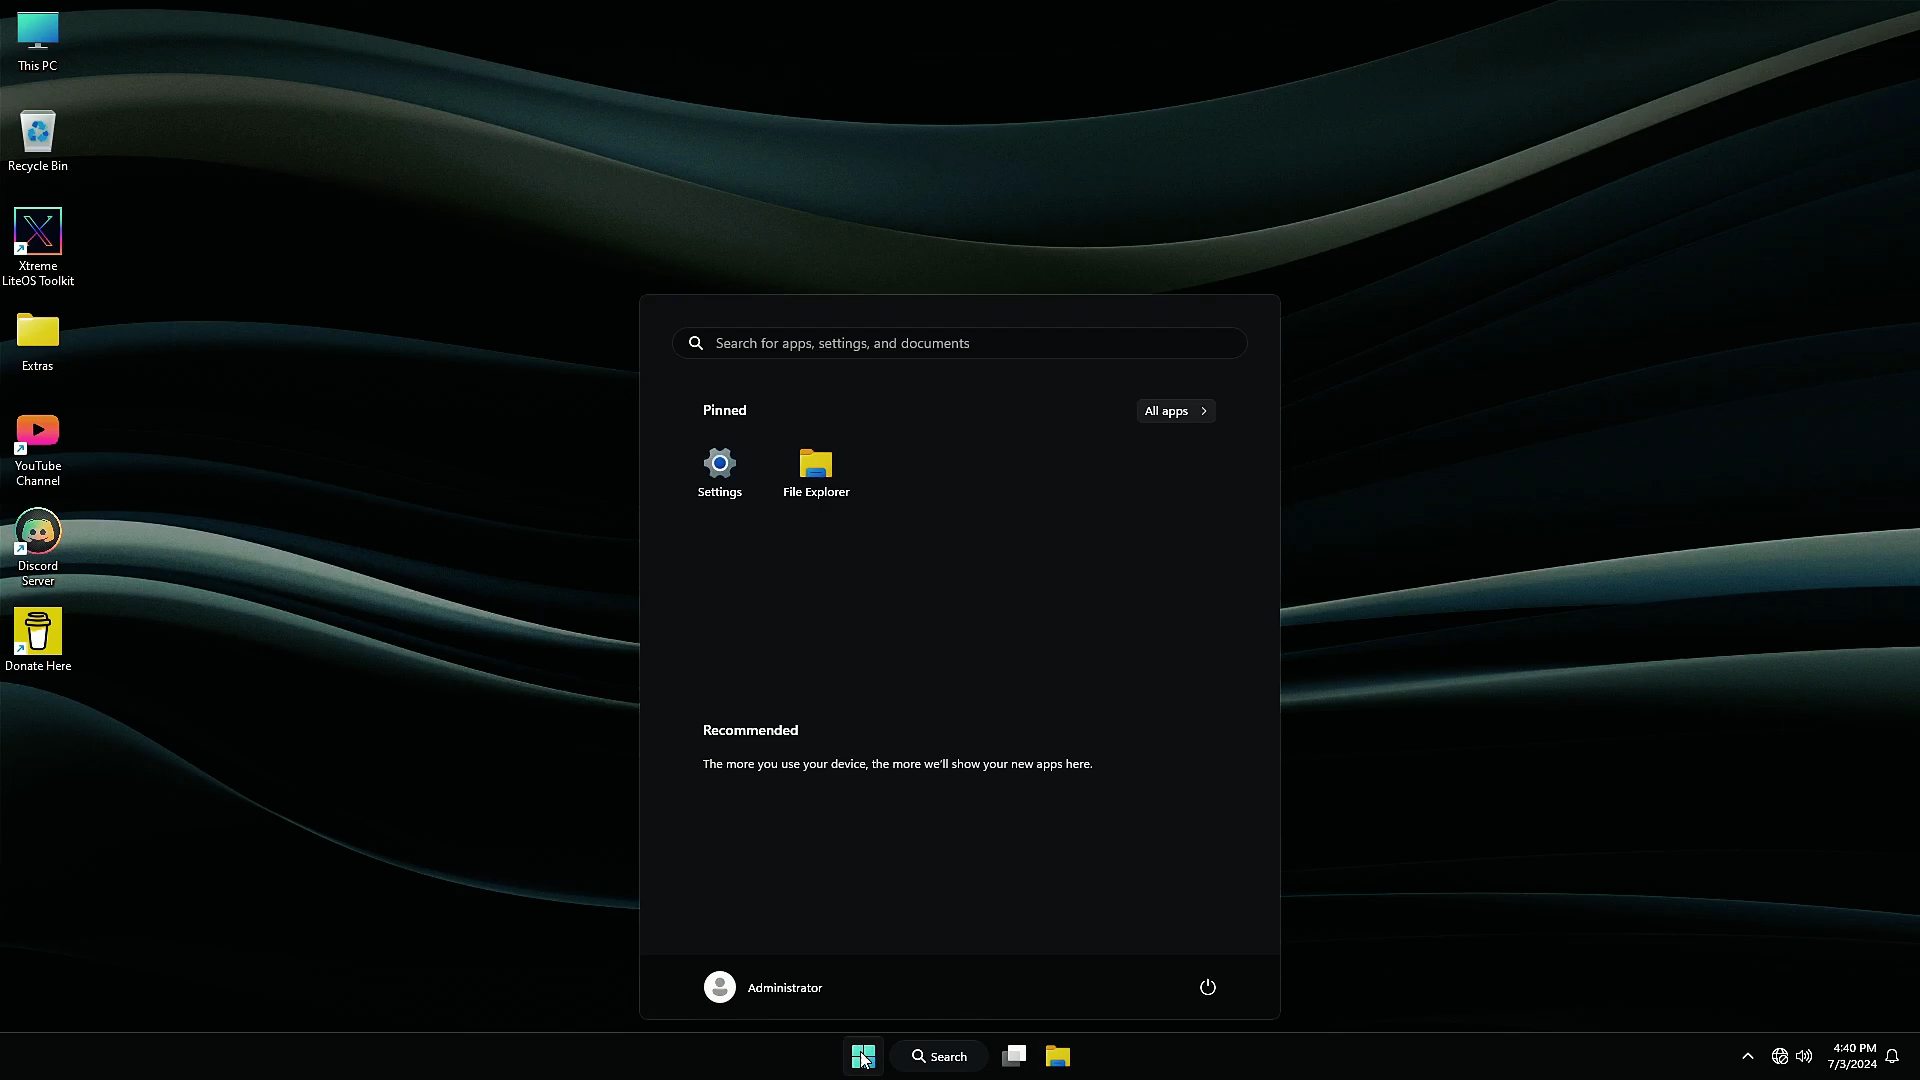 This PC
Recycle Bin
Xtreme
LiteOS Toolkit
Extras
YouTube
Channel
Discord
Server
Donate Here
Search for apps, settings, and documents
Pinned
All apps
Settings
File Explorer
Recommended
The more you use your device, the more we’ll show your new apps here.
Administrator
Search
4:40 PM
7/3/2024